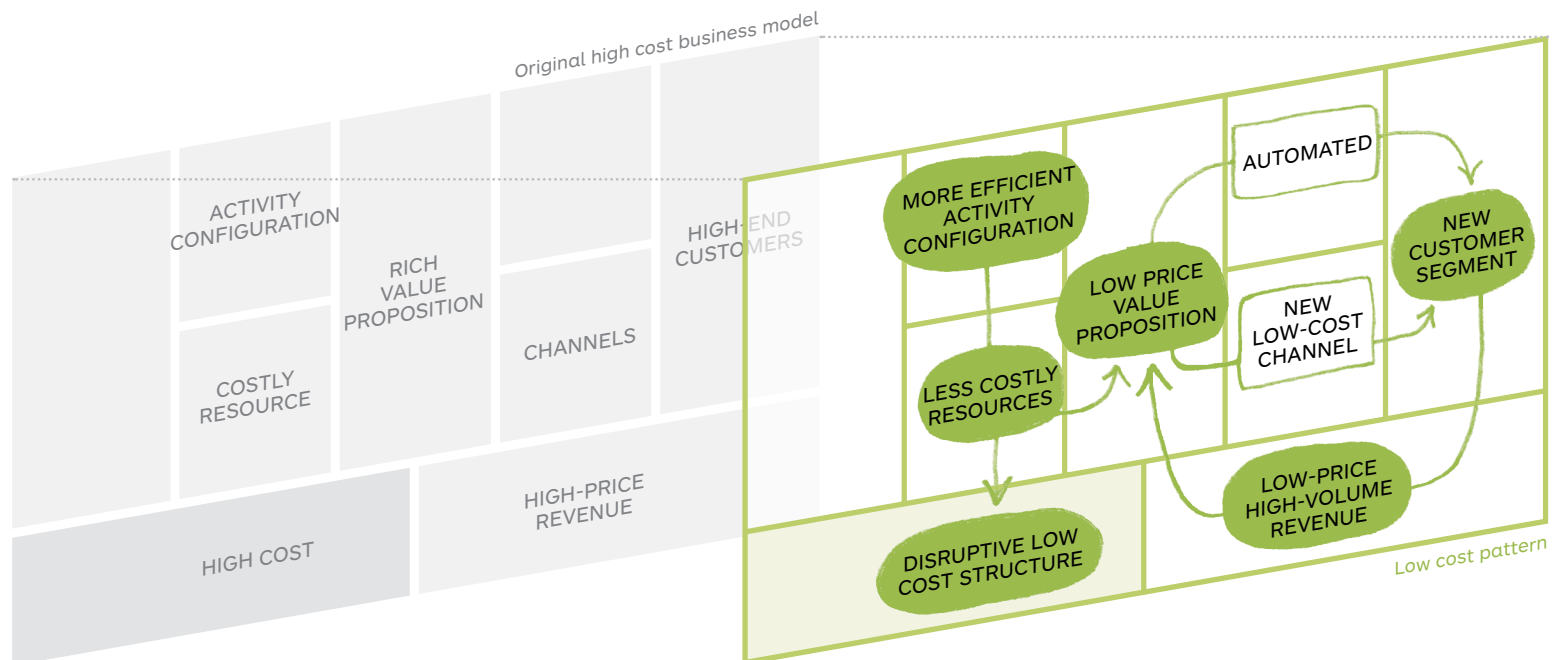 Original high cost business model
ACTIVITY
CONFIGURATION
RICH
VALUE
PROPOSITION
HIGH-END
CUSTOMERS
COSTLY
RESOURCE
CHANNELS
HIGH COST
HIGH-PRICE
REVENUE
MORE EFFICIENT
ACTIVITY
CONFIGURATION
LESS COSTLY
RESOURCES
LOW PRICE
VALUE
PROPOSITION
AUTOMATED
NEW
LOW-COST
CHANNEL
NEW
CUSTOMER
SEGMENT
DISRUPTIVE LOW
COST STRUCTURE
LOW-PRICE
HIGH-VOLUME
REVENUE
Low cost pattern